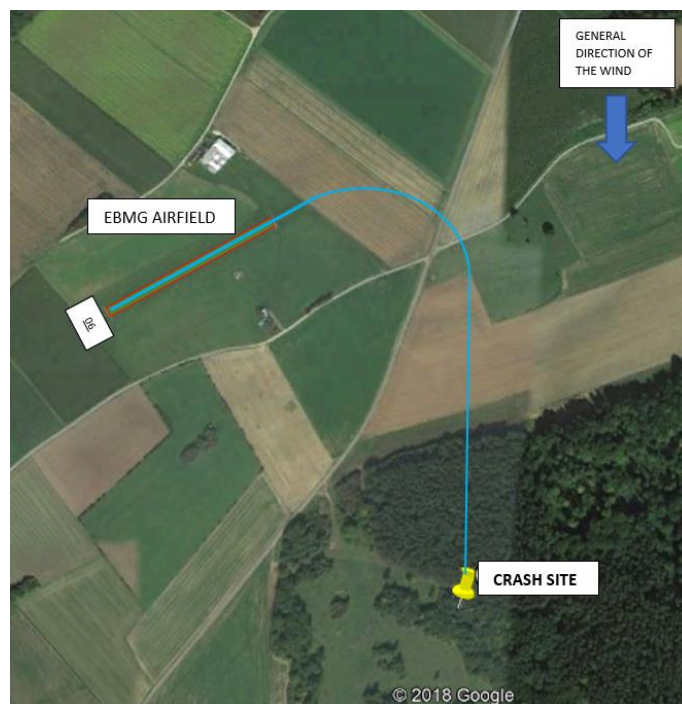 GENERAL
DIRECTION OF
THE WIND
EBMG AIRFIELD
06
CRASH SITE
© 2018 Google